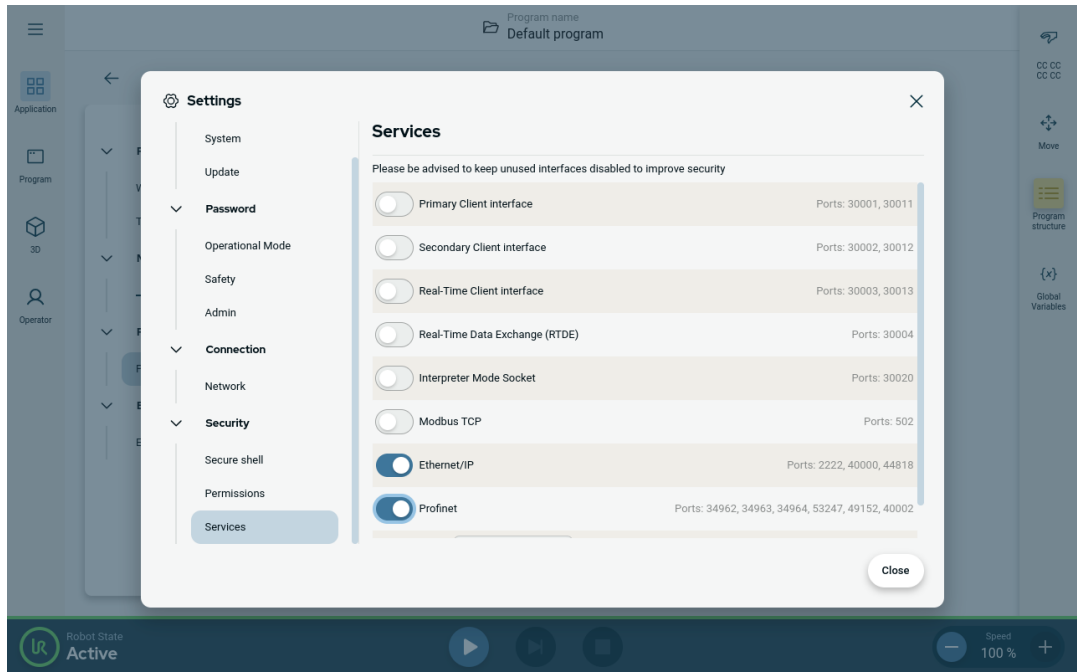 Program name
Default program
Application
Program
3D
Operator
CC CC
CC CC
Move
Program
structure
{x}
Global
Variables
Settings
System
Update
Password
Operational Mode
Safety
Admin
Connection
Network
Security
Secure shell
Permissions
Services
Services
Please be advised to keep unused interfaces disabled to improve security
Primary Client interface Ports: 30001, 30011
Secondary Client interface Ports: 30002, 30012
Real-Time Client interface Ports: 30003, 30013
Real-Time Data Exchange (RTDE) Ports: 30004
Interpreter Mode Socket Ports: 30020
Modbus TCP Ports: 502
Ethernet/IP Ports: 2222, 40000, 44818
Profinet Ports: 34962, 34963, 34964, 53247, 49152, 40002
Close
UR
Robot State
Active
Speed
100 %